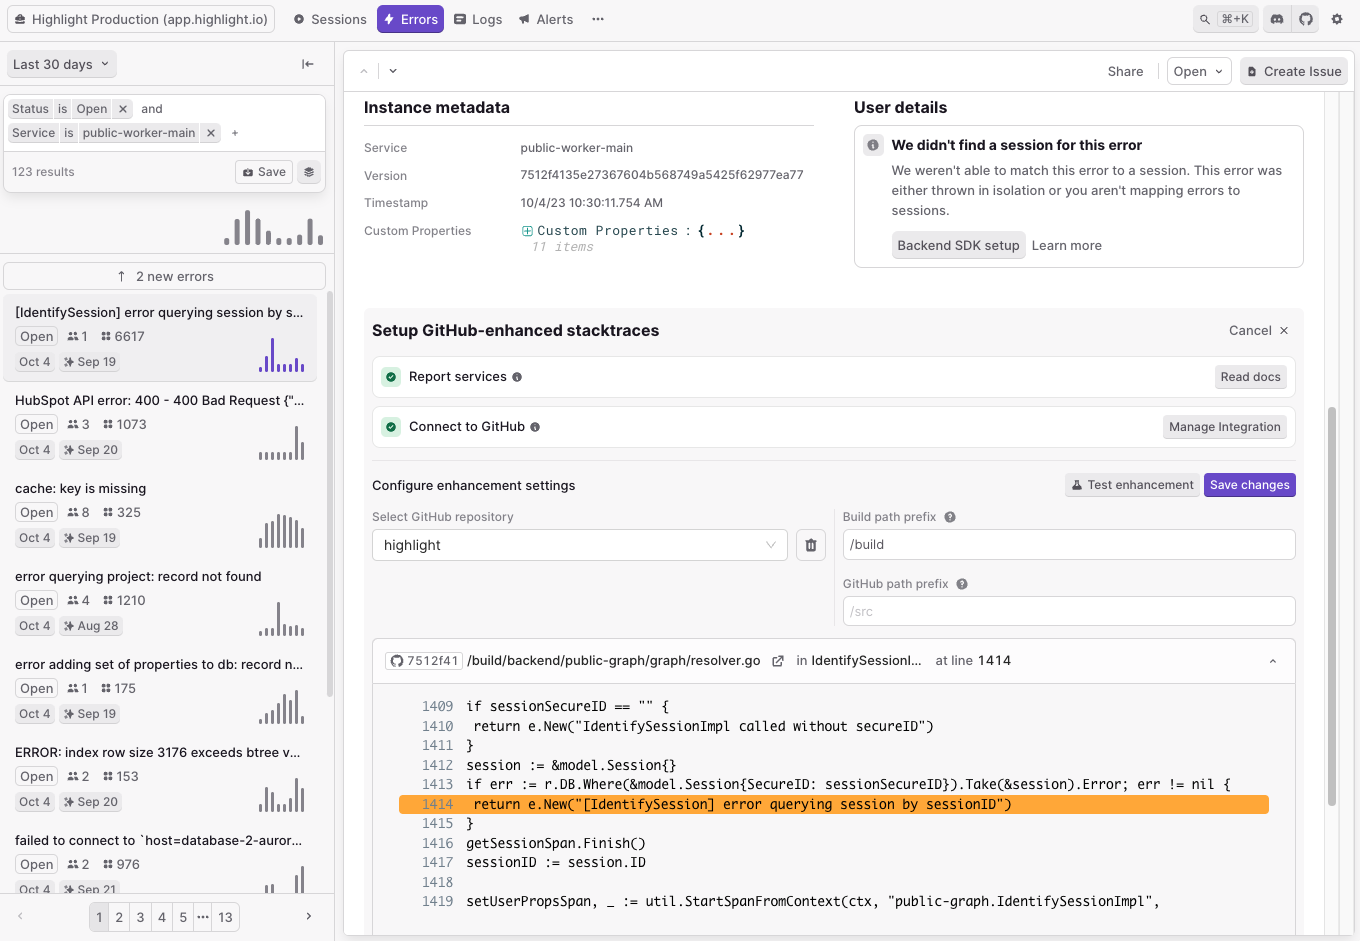 Highlight Production (app.highlight.io)
Sessions
Errors
Logs
Alerts
⌘+K
Last 30 days
Status is Open × and
Service is public-worker-main × +
123 results
Save
2 new errors
[IdentifySession] error querying session by s...
Open 1 6617
Oct 4 Sep 19
HubSpot API error: 400 - 400 Bad Request {"...
Open 3 1073
Oct 4 Sep 20
cache: key is missing
Open 8 325
Oct 4 Sep 19
error querying project: record not found
Open 4 1210
Oct 4 Aug 28
error adding set of properties to db: record n...
Open 1 175
Oct 4 Sep 19
ERROR: index row size 3176 exceeds btree v...
Open 2 153
Oct 4 Sep 20
failed to connect to `host=database-2-auror...
Open 2 976
Oct 4 Sep 21
1 2 3 4 5 ••• 13
Share
Open
Create Issue
Instance metadata
Service public-worker-main
Version 7512f4135e27367604b568749a5425f62977ea77
Timestamp 10/4/23 10:30:11.754 AM
Custom Properties Custom Properties : {...}
11 items
User details
We didn't find a session for this error
We weren't able to match this error to a session. This error was
either thrown in isolation or you aren't mapping errors to
sessions.
Backend SDK setup Learn more
Setup GitHub-enhanced stacktraces
Cancel ×
Report services
Read docs
Connect to GitHub
Manage Integration
Configure enhancement settings
Test enhancement
Save changes
Select GitHub repository
highlight
Build path prefix
/build
GitHub path prefix
/src
7512f41 /build/backend/public-graph/graph/resolver.go in IdentifySessionI... at line 1414
1409 if sessionSecureID == "" {
1410 return e.New("IdentifySessionImpl called without secureID")
1411 }
1412 session := &model.Session{}
1413 if err := r.DB.Where(&model.Session{SecureID: sessionSecureID}).Take(&session).Error; err != nil {
1414 return e.New("[IdentifySession] error querying session by sessionID")
1415 }
1416 getSessionSpan.Finish()
1417 sessionID := session.ID
1418
1419 setUserPropsSpan, _ := util.StartSpanFromContext(ctx, "public-graph.IdentifySessionImpl",